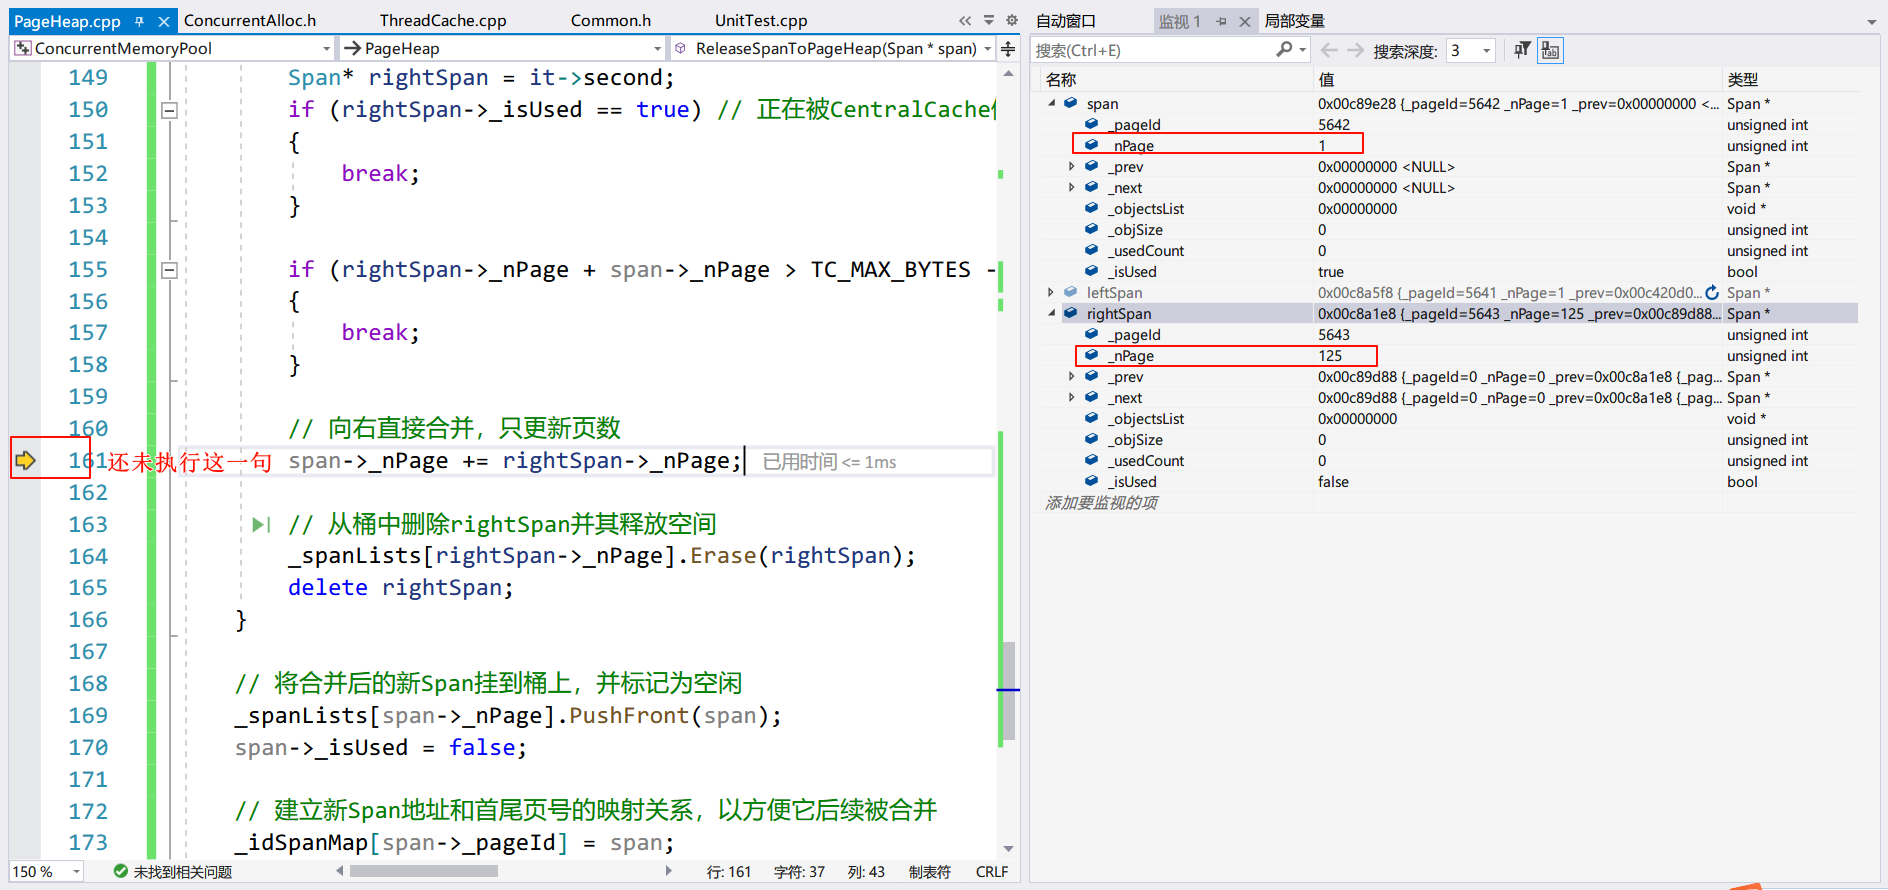 PageHeap.cpp ConcurrentAlloc.h ThreadCache.cpp Common.h UnitTest.cpp
ConcurrentMemoryPool PageHeap ReleaseSpanToPageHeap(Span * span)
149 Span* rightSpan = it->second;
150 if (rightSpan->_isUsed == true) // 正在被CentralCache
151 {
152 break;
153 }
154
155 if (rightSpan->_nPage + span->_nPage > TC_MAX_BYTES -
156 {
157 break;
158 }
159
160 // 向右直接合并，只更新页数
161 还未执行这一句 span->_nPage += rightSpan->_nPage; 已用时间 <= 1ms
162
163 // 从桶中删除rightSpan并其释放空间
164 _spanLists[rightSpan->_nPage].Erase(rightSpan);
165 delete rightSpan;
166 }
167
168 // 将合并后的新Span挂到桶上，并标记为空闲
169 _spanLists[span->_nPage].PushFront(span);
170 span->_isUsed = false;
171
172 // 建立新Span地址和首尾页号的映射关系，以方便它后续被合并
173 _idSpanMap[span->_pageId] = span;
150 % 未找到相关问题 行: 161 字符: 37 列: 43 制表符 CRLF
自动窗口 监视 1 局部变量
搜索(Ctrl+E) 搜索深度: 3
名称 值 类型
span 0x00c89e28 {_pageId=5642 _nPage=1 _prev=0x00000000 <... Span *
_pageId 5642 unsigned int
_nPage 1 unsigned int
_prev 0x00000000 <NULL> Span *
_next 0x00000000 <NULL> Span *
_objectsList 0x00000000 void *
_objSize 0 unsigned int
_usedCount 0 unsigned int
_isUsed true bool
leftSpan 0x00c8a5f8 {_pageId=5641 _nPage=1 _prev=0x00c420d0... Span *
rightSpan 0x00c8a1e8 {_pageId=5643 _nPage=125 _prev=0x00c89d88... Span *
_pageId 5643 unsigned int
_nPage 125 unsigned int
_prev 0x00c89d88 {_pageId=0 _nPage=0 _prev=0x00c8a1e8 {_pag... Span *
_next 0x00c89d88 {_pageId=0 _nPage=0 _prev=0x00c8a1e8 {_pag... Span *
_objectsList 0x00000000 void *
_objSize 0 unsigned int
_usedCount 0 unsigned int
_isUsed false bool
添加要监视的项